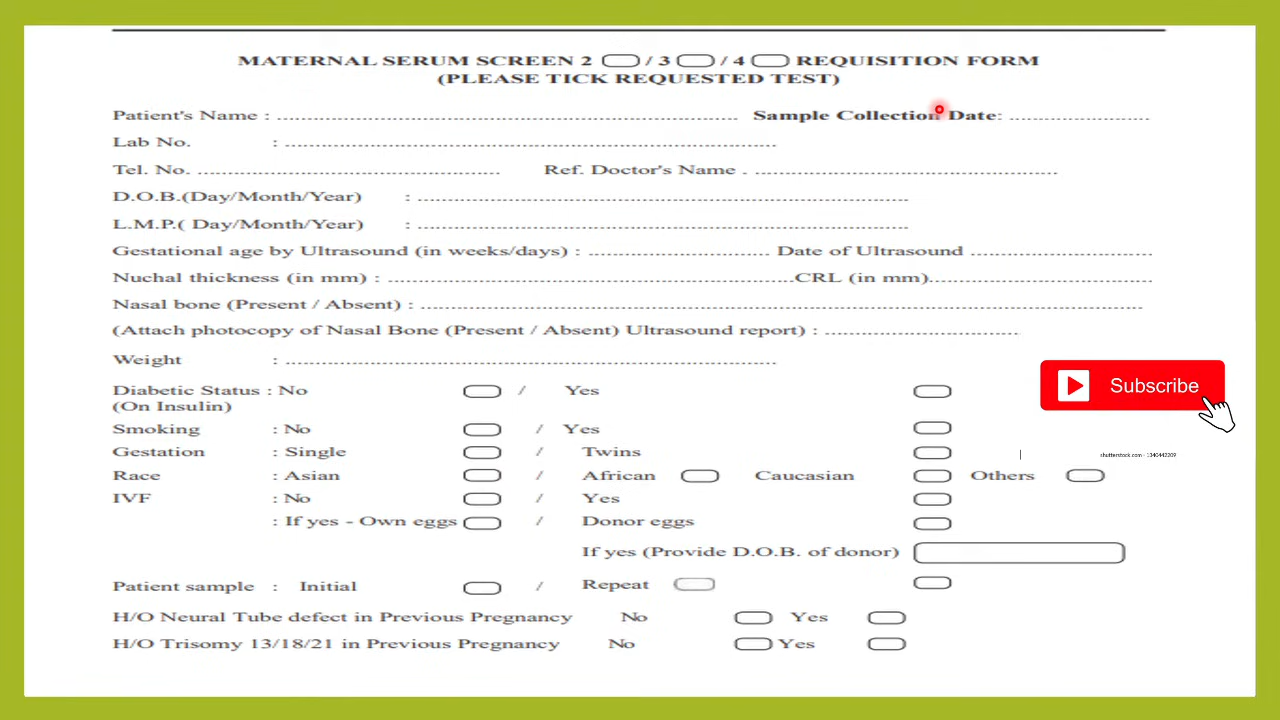 MATERNAL SERUM SCREEN 2 / 3 / 4 REQUISITION FORM
(PLEASE TICK REQUESTED TEST)
Patient's Name : ............................................................ Sample Collection Date: ....................
Lab No. : ............................................................
Tel. No. ........................................ Ref. Doctor's Name . ........................................
D.O.B.(Day/Month/Year) : ............................................................
L.M.P.( Day/Month/Year) : ............................................................
Gestational age by Ultrasound (in weeks/days) : ......................... Date of Ultrasound .........................
Nuchal thickness (in mm) : ............................................................CRL (in mm)..............................
Nasal bone (Present / Absent) : ............................................................
(Attach photocopy of Nasal Bone (Present / Absent) Ultrasound report) : ..............................
Weight : ............................................................
Diabetic Status : No / Yes
(On Insulin)
Subscribe
Smoking : No / Yes
Gestation : Single / Twins
shutterstock.com - 1340442209
Race : Asian / African Caucasian Others
IVF : No / Yes
: If yes - Own eggs / Donor eggs
If yes (Provide D.O.B. of donor)
Patient sample : Initial / Repeat
H/O Neural Tube defect in Previous Pregnancy No Yes
H/O Trisomy 13/18/21 in Previous Pregnancy No Yes